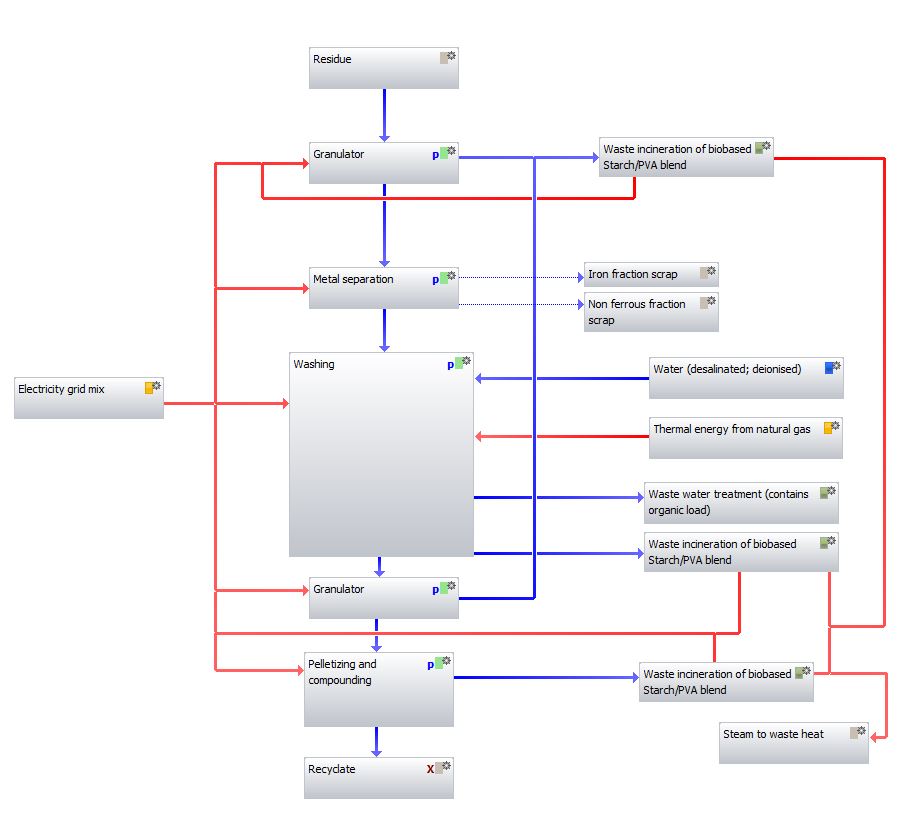 Residue
Granulator p
Waste incineration of biobased
Starch/PVA blend
Metal separation p
Iron fraction scrap
Non ferrous fraction
scrap
Washing p
Water (desalinated; deionised)
Electricity grid mix
Thermal energy from natural gas
Waste water treatment (contains
organic load)
Waste incineration of biobased
Starch/PVA blend
Granulator p
Pelletizing and p
compounding
Waste incineration of biobased
Starch/PVA blend
Steam to waste heat
Recyclate X